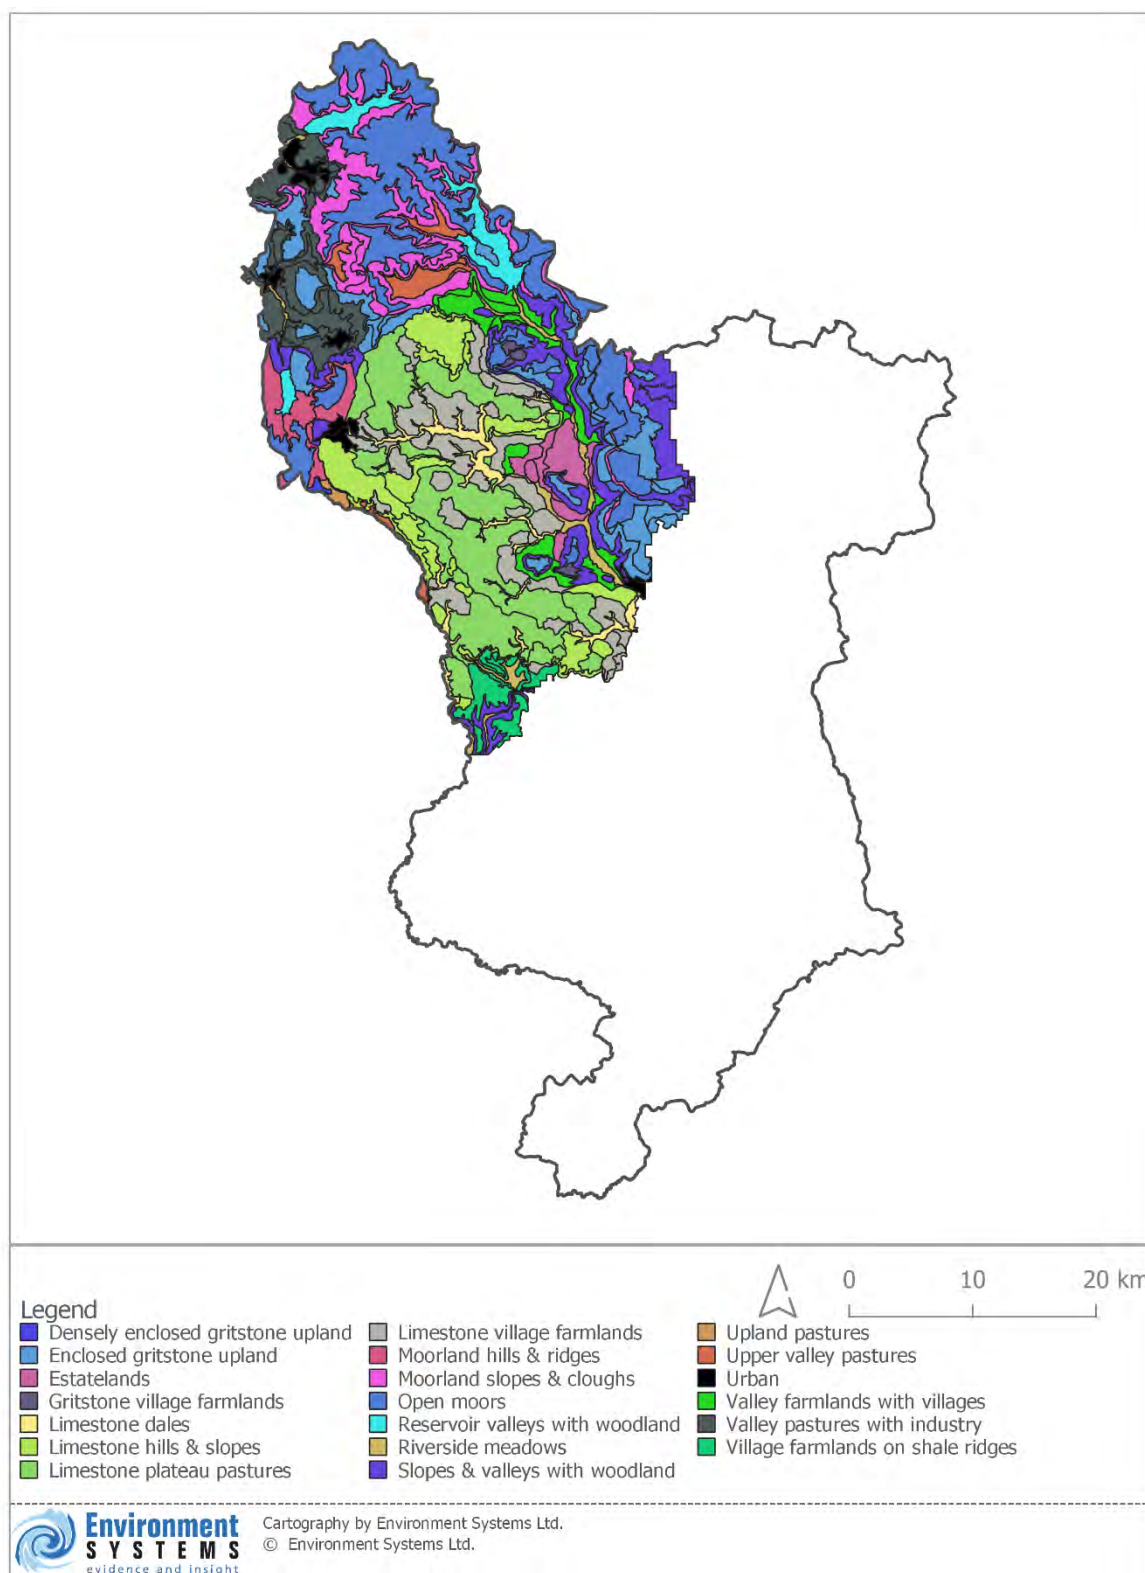 0 10 20 km
Legend
Densely enclosed gritstone upland
Enclosed gritstone upland
Estatelands
Gritstone village farmlands
Limestone dales
Limestone hills & slopes
Limestone plateau pastures
Limestone village farmlands
Moorland hills & ridges
Moorland slopes & cloughs
Open moors
Reservoir valleys with woodland
Riverside meadows
Slopes & valleys with woodland
Upland pastures
Upper valley pastures
Urban
Valley farmlands with villages
Valley pastures with industry
Village farmlands on shale ridges
Environment
SYSTEMS
evidence and insight
Cartography by Environment Systems Ltd.
© Environment Systems Ltd.